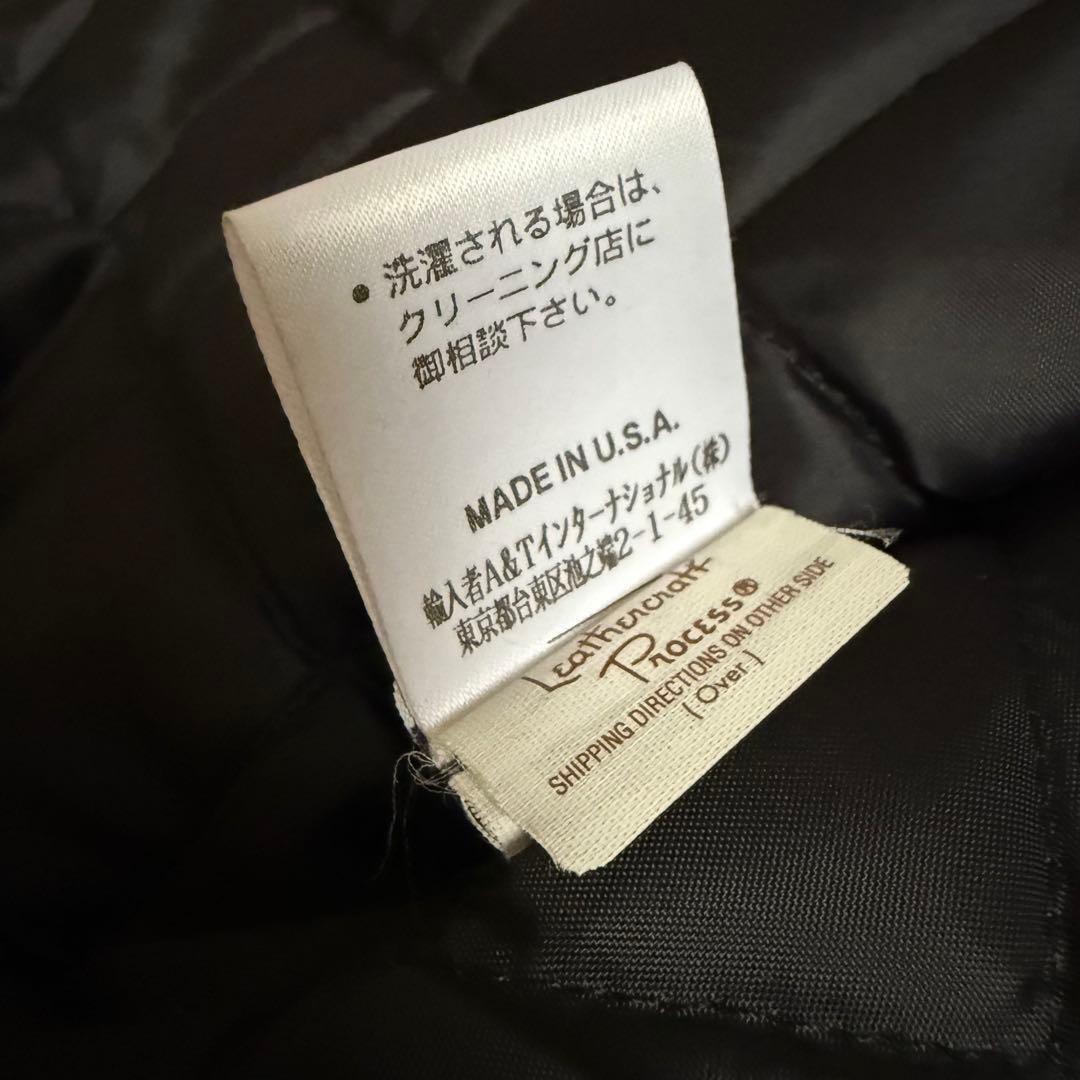 • 洗濯される場合は、
クリーニング店に
御相談下さい。
MADE IN U.S.A.
輸入者A&Tインターナショナル(株)
東京都台東区池之端2-1-45
Leathercraft
Process®
SHIPPING DIRECTIONS ON OTHER SIDE
[Over]